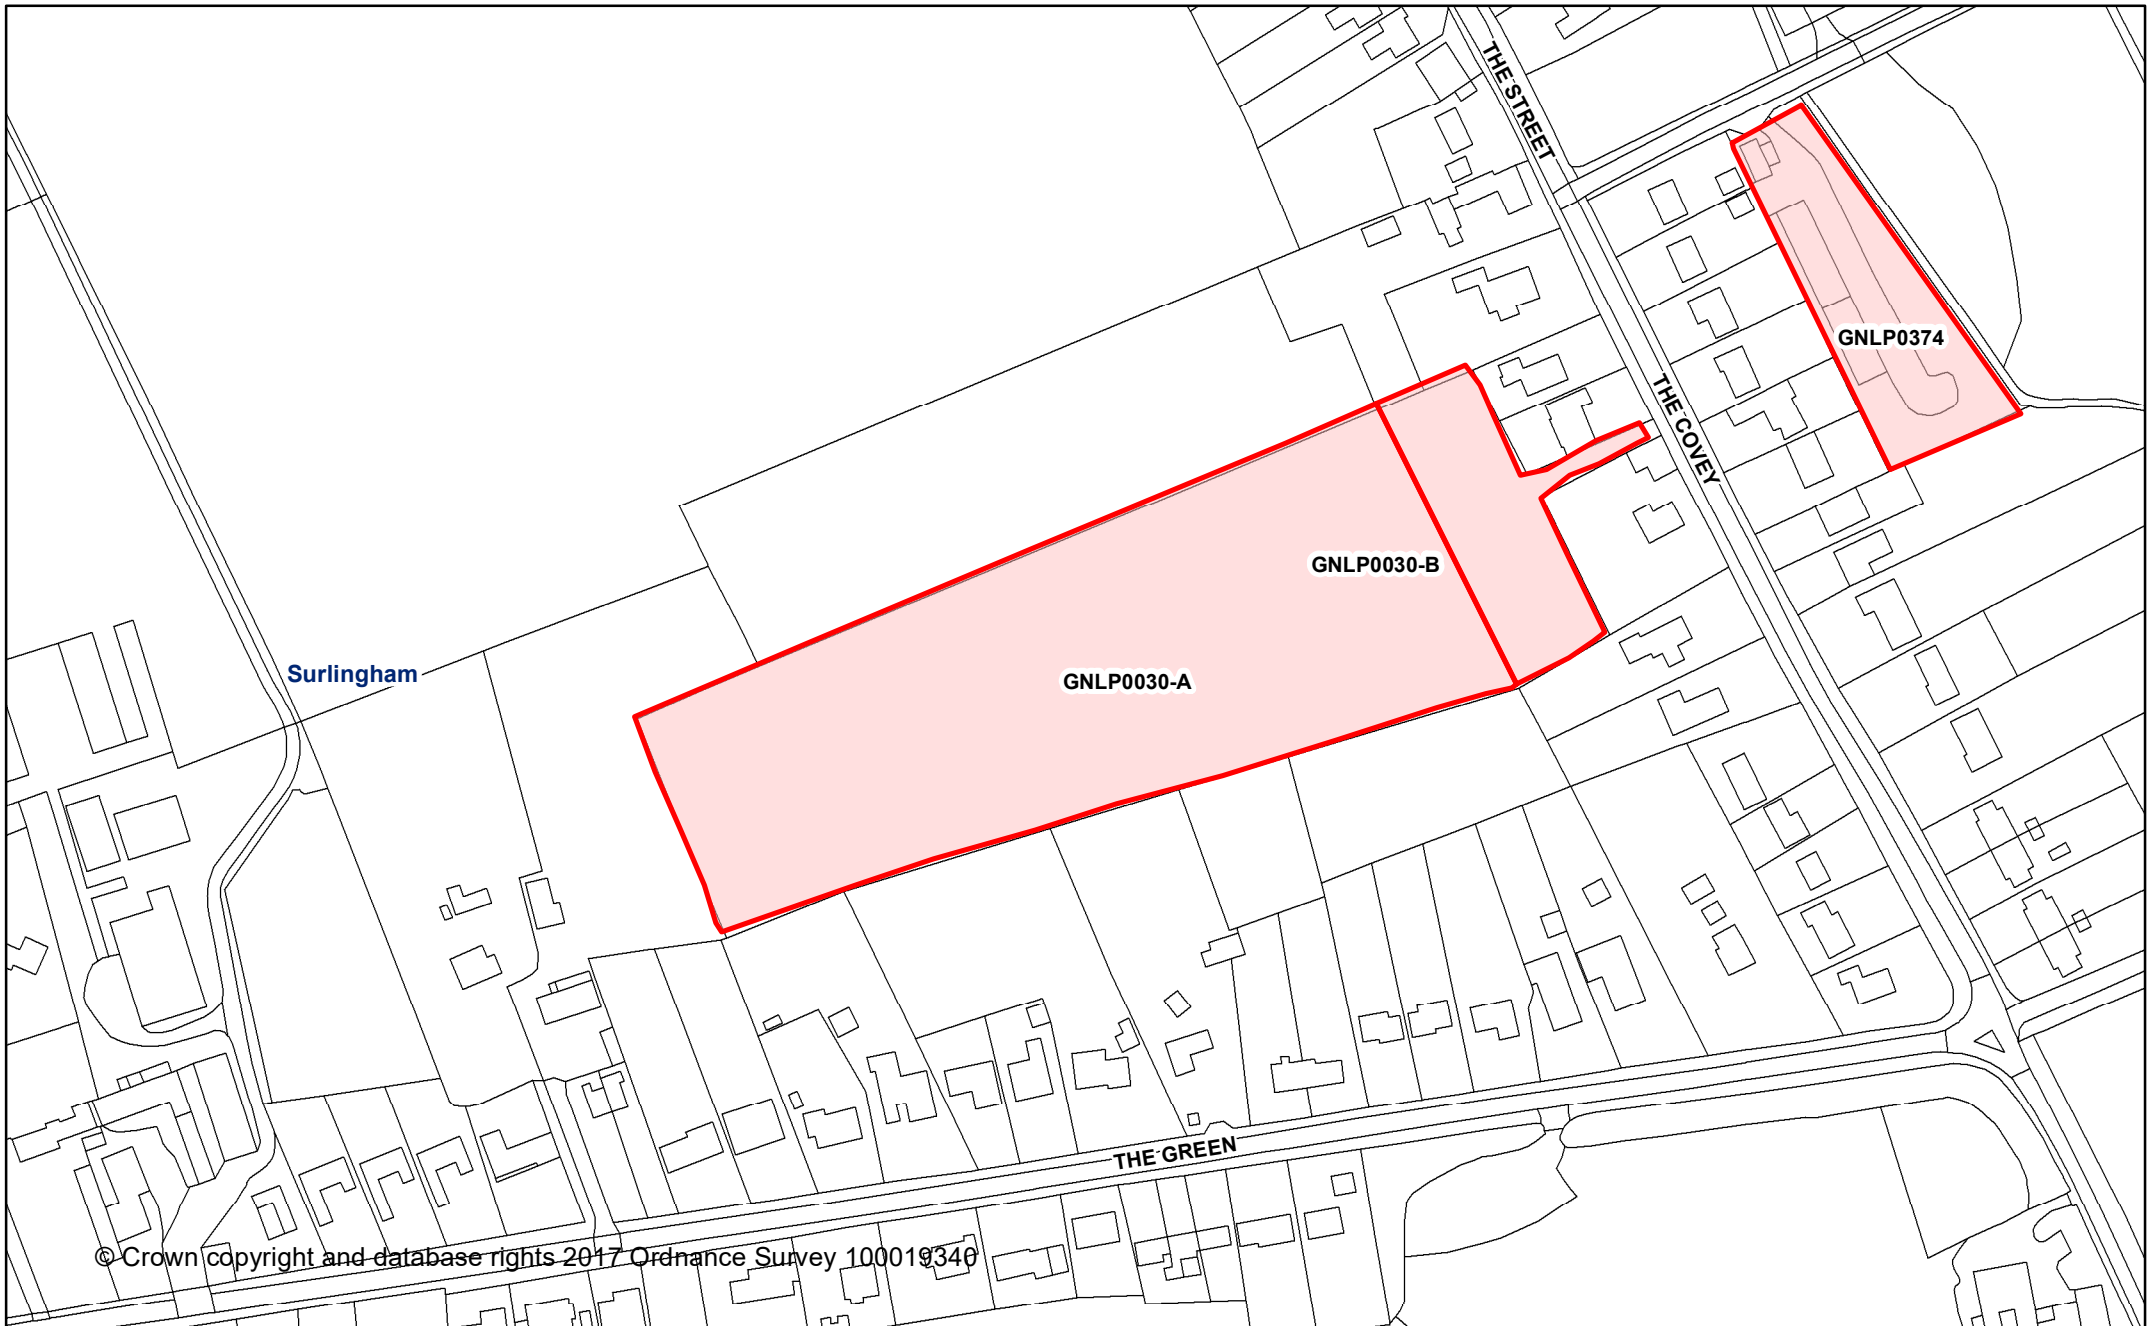 THE STREET
GNLP0374
THE COVEY
GNLP0030-B
Surlingham
GNLP0030-A
THE GREEN
© Crown copyright and database rights 2017 Ordnance Survey 100019340